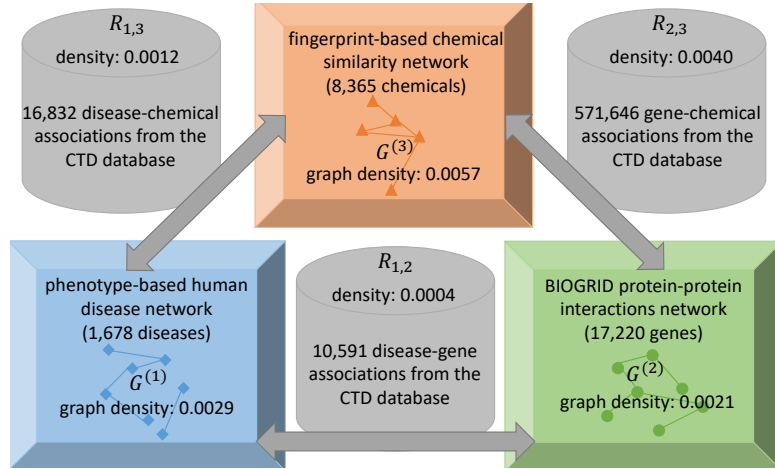 R₁,₃
density: 0.0012
16,832 disease-chemical
associations from the
CTD database
fingerprint-based chemical
similarity network
(8,365 chemicals)
G⁽³⁾
graph density: 0.0057
R₂,₃
density: 0.0040
571,646 gene-chemical
associations from the
CTD database
phenotype-based human
disease network
(1,678 diseases)
G⁽¹⁾
graph density: 0.0029
R₁,₂
density: 0.0004
10,591 disease-gene
associations from the
CTD database
BIOGRID protein-protein
interactions network
(17,220 genes)
G⁽²⁾
graph density: 0.0021